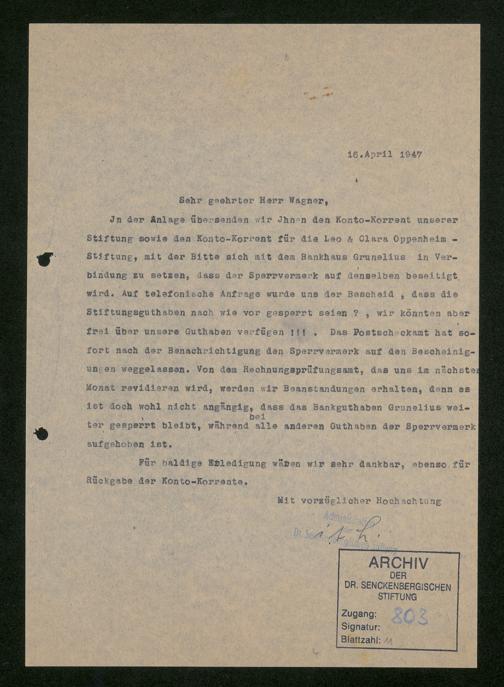 16.April 1947
Sehr geehrter Herr Wagner,
Jn der Anlage übersenden wir Jhnen den Konto-Korrent unserer
Stiftung sowie den Konto-Korrent für die Leo & Clara Oppenheim -
Stiftung, mit der Bitte sich mit dem Bankhaus Grunelius in Ver-
bindung zu setzen, dass der Sperrvermerk auf denselben beseitigt
wird. Auf telefonische Anfrage wurde uns der Bescheid , dass die
Stiftungsguthaben nach wie vor gesperrt seien ? , wir könnten aber
frei über unsere Guthaben verfügen !!! . Das Postscheckamt hat so-
fort nach der Benachrichtigung den Sperrvermerk auf den Bescheinig-
ungen weggelassen. Von dem Rechnungsprüfungsamt, das uns im nächsten
Monat revidieren wird, werden wir Beanstandungen erhalten, denn es
ist doch wohl nicht angängig, dass das Bankguthaben Grunelius wei-
bei
ter gesperrt bleibt, während alle anderen Guthaben der Sperrvermerk
aufgehoben ist.
Für baldige Erledigung wären wir sehr dankbar, ebenso für
Rückgabe der Konto-Korrente.
Mit vorzüglicher Hochachtung
ARCHIV
DER
DR. SENCKENBERGISCHEN
STIFTUNG
Zugang: 803
Signatur:
Blattzahl: 11